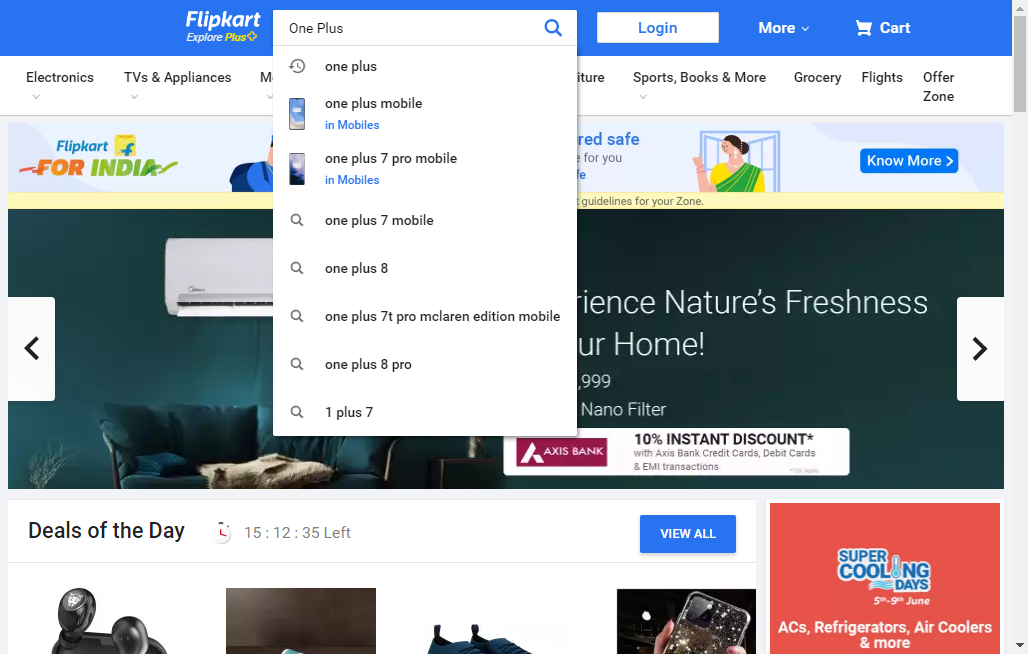 Flipkart
Explore Plus
One Plus
Login
More
Cart
Electronics
TVs & Appliances
iture
Sports, Books & More
Grocery
Flights
Offer
Zone
one plus
one plus mobile
in Mobiles
one plus 7 pro mobile
in Mobiles
one plus 7 mobile
one plus 8
one plus 7t pro mclaren edition mobile
one plus 8 pro
1 plus 7
Flipkart
FOR INDIA
red safe
e for you
fe
Know More
guidelines for your Zone.
Midea
rience Nature's Freshness
ur Home!
,999
Nano Filter
AXIS BANK
10% INSTANT DISCOUNT*
with Axis Bank Credit Cards, Debit Cards
& EMI transactions
*T&C Apply
Deals of the Day
15 : 12 : 35 Left
VIEW ALL
SUPER
COOLING
DAYS
5th-9th June
ACs, Refrigerators, Air Coolers
& more